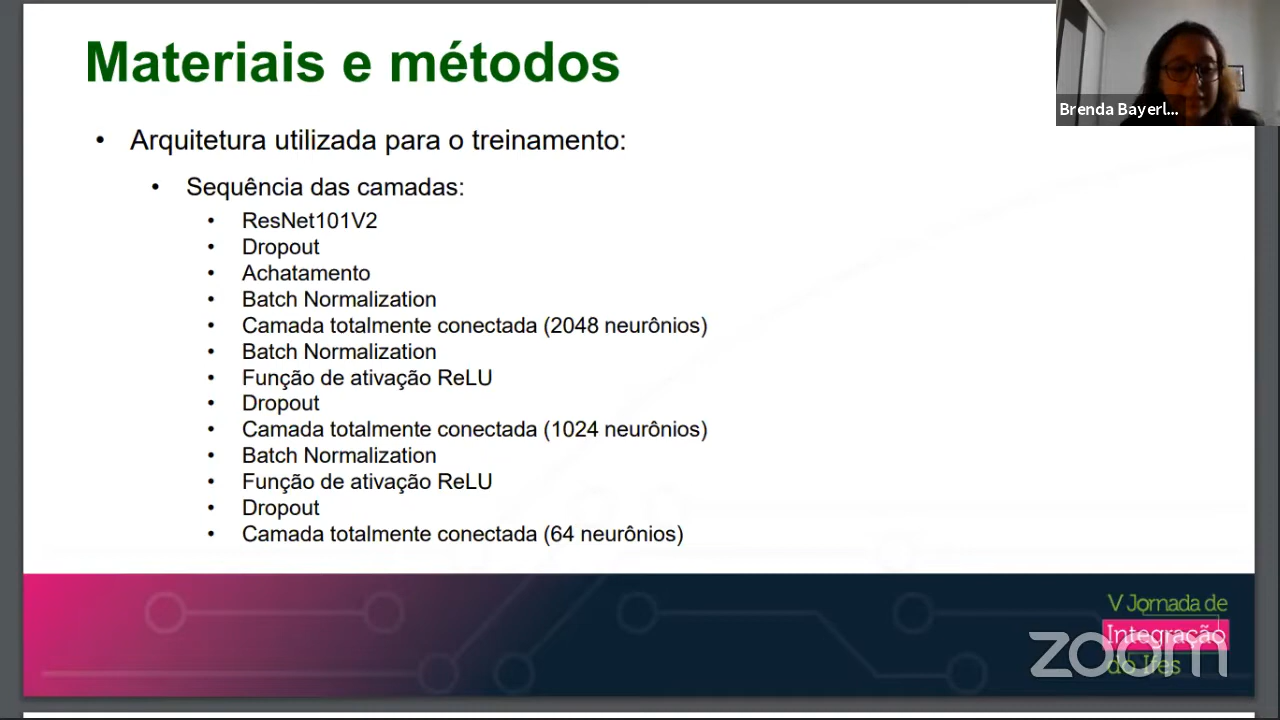 Materiais e métodos
Brenda Bayerl...
• Arquitetura utilizada para o treinamento:
• Sequência das camadas:
• ResNet101V2
• Dropout
• Achatamento
• Batch Normalization
• Camada totalmente conectada (2048 neurônios)
• Batch Normalization
• Função de ativação ReLU
• Dropout
• Camada totalmente conectada (1024 neurônios)
• Batch Normalization
• Função de ativação ReLU
• Dropout
• Camada totalmente conectada (64 neurônios)
V Jornada de
Integração
do Ifes
zoom